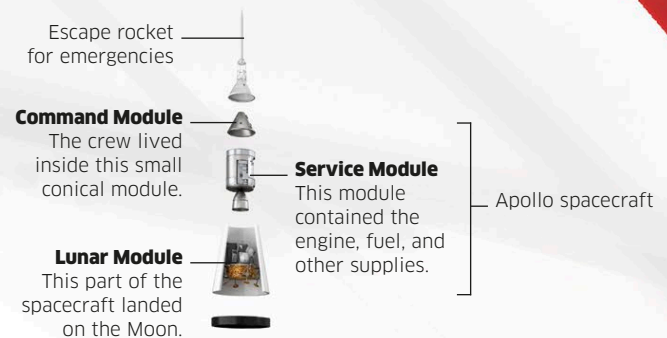 Escape rocket
for emergencies
Command Module
The crew lived
inside this small
conical module.
Service Module
This module
contained the
engine, fuel, and
other supplies.
Apollo spacecraft
Lunar Module
This part of the
spacecraft landed
on the Moon.